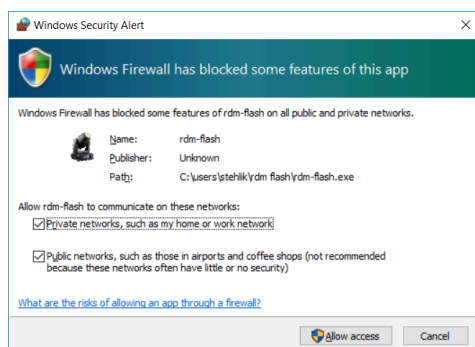 Windows Security Alert
Windows Firewall has blocked some features of this app
Windows Firewall has blocked some features of rdm-flash on all public and private networks.
Name: rdm-flash
Publisher: Unknown
Path: C:\users\stehlik\rdm flash\rdm-flash.exe
Allow rdm-flash to communicate on these networks:
Private networks, such as my home or work network
Public networks, such as those in airports and coffee shops (not recommended
because these networks often have little or no security)
What are the risks of allowing an app through a firewall?
Allow access Cancel